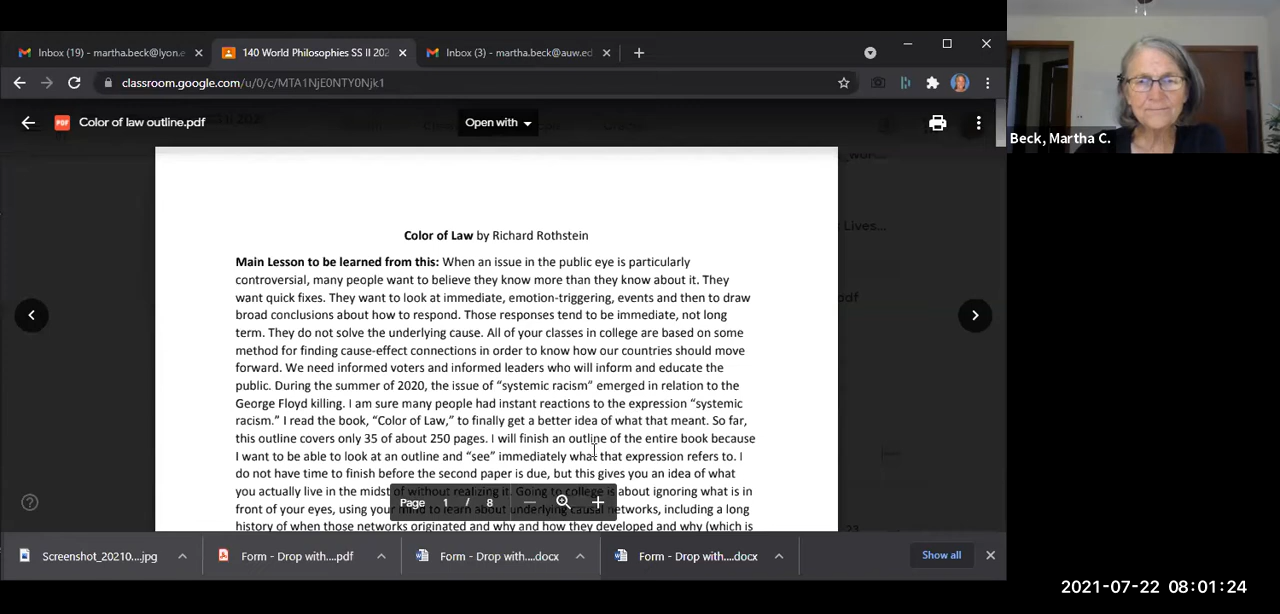 Inbox (19) - martha.beck@lyon.e
140 World Philosophies SS II 202
Inbox (3) - martha.beck@auw.ed
classroom.google.com/u/0/c/MTA1NjE0NTY0Njk1
Color of law outline.pdf
Open with
Beck, Martha C.
Lives...
Color of Law by Richard Rothstein
Main Lesson to be learned from this: When an issue in the public eye is particularly
controversial, many people want to believe they know more than they know about it. They
want quick fixes. They want to look at immediate, emotion-triggering, events and then to draw
broad conclusions about how to respond. Those responses tend to be immediate, not long
term. They do not solve the underlying cause. All of your classes in college are based on some
method for finding cause-effect connections in order to know how our countries should move
forward. We need informed voters and informed leaders who will inform and educate the
public. During the summer of 2020, the issue of “systemic racism” emerged in relation to the
George Floyd killing. I am sure many people had instant reactions to the expression “systemic
racism.” I read the book, “Color of Law,” to finally get a better idea of what that meant. So far,
this outline covers only 35 of about 250 pages. I will finish an outline of the entire book because
I want to be able to look at an outline and “see” immediately what that expression refers to. I
do not have time to finish before the second paper is due, but this gives you an idea of what
you actually live in the midst of without realizing it. Going to college is about ignoring what is in
front of your eyes, using your mind to learn about underlying causal networks, including a long
history of when those networks originated and why and how they developed and why (which is
Page 1 / 8
Screenshot_20210....jpg
Form - Drop with....pdf
Form - Drop with....docx
Form - Drop with....docx
Show all
2021-07-22 08:01:24